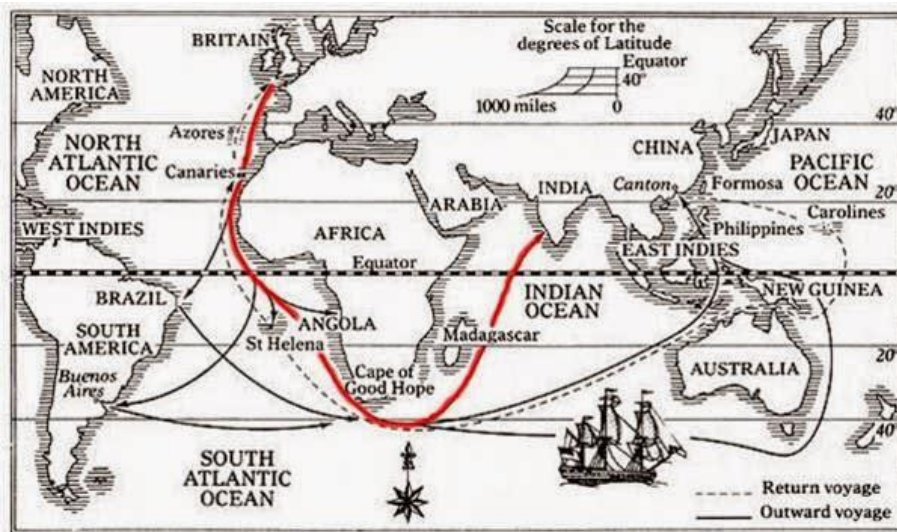 BRITAIN
Scale for the
degrees of Latitude
Equator
40°
1000 miles
0
NORTH
AMERICA
NORTH
ATLANTIC
OCEAN
Azores
Canaries
40°
CHINA
JAPAN
PACIFIC
OCEAN
Canton
Formosa
INDIA
ARABIA
20°
Carolines
Philippines
WEST INDIES
AFRICA
EAST INDIES
Equator
0
BRAZIL
INDIAN
OCEAN
NEW GUINEA
ANGOLA
St Helena
Madagascar
SOUTH
AMERICA
20°
Buenos
Aires
Cape of
Good Hope
AUSTRALIA
40°
SOUTH
ATLANTIC
OCEAN
Return voyage
Outward voyage